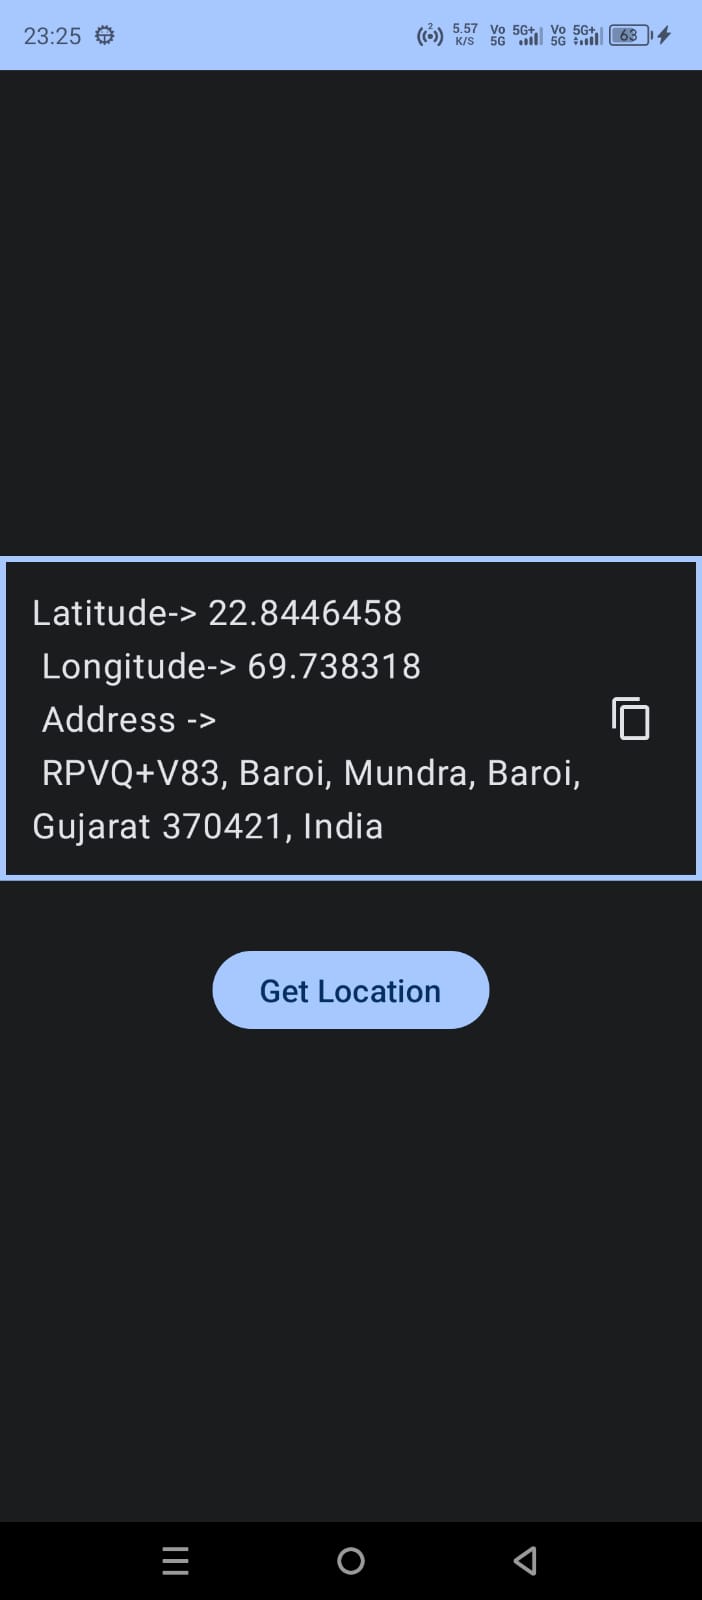 23:25 2 5.57 K/S Vo 5G 5G+ Vo 5G 5G+ 63
Latitude-> 22.8446458
Longitude-> 69.738318
Address ->
RPVQ+V83, Baroi, Mundra, Baroi,
Gujarat 370421, India
Get Location